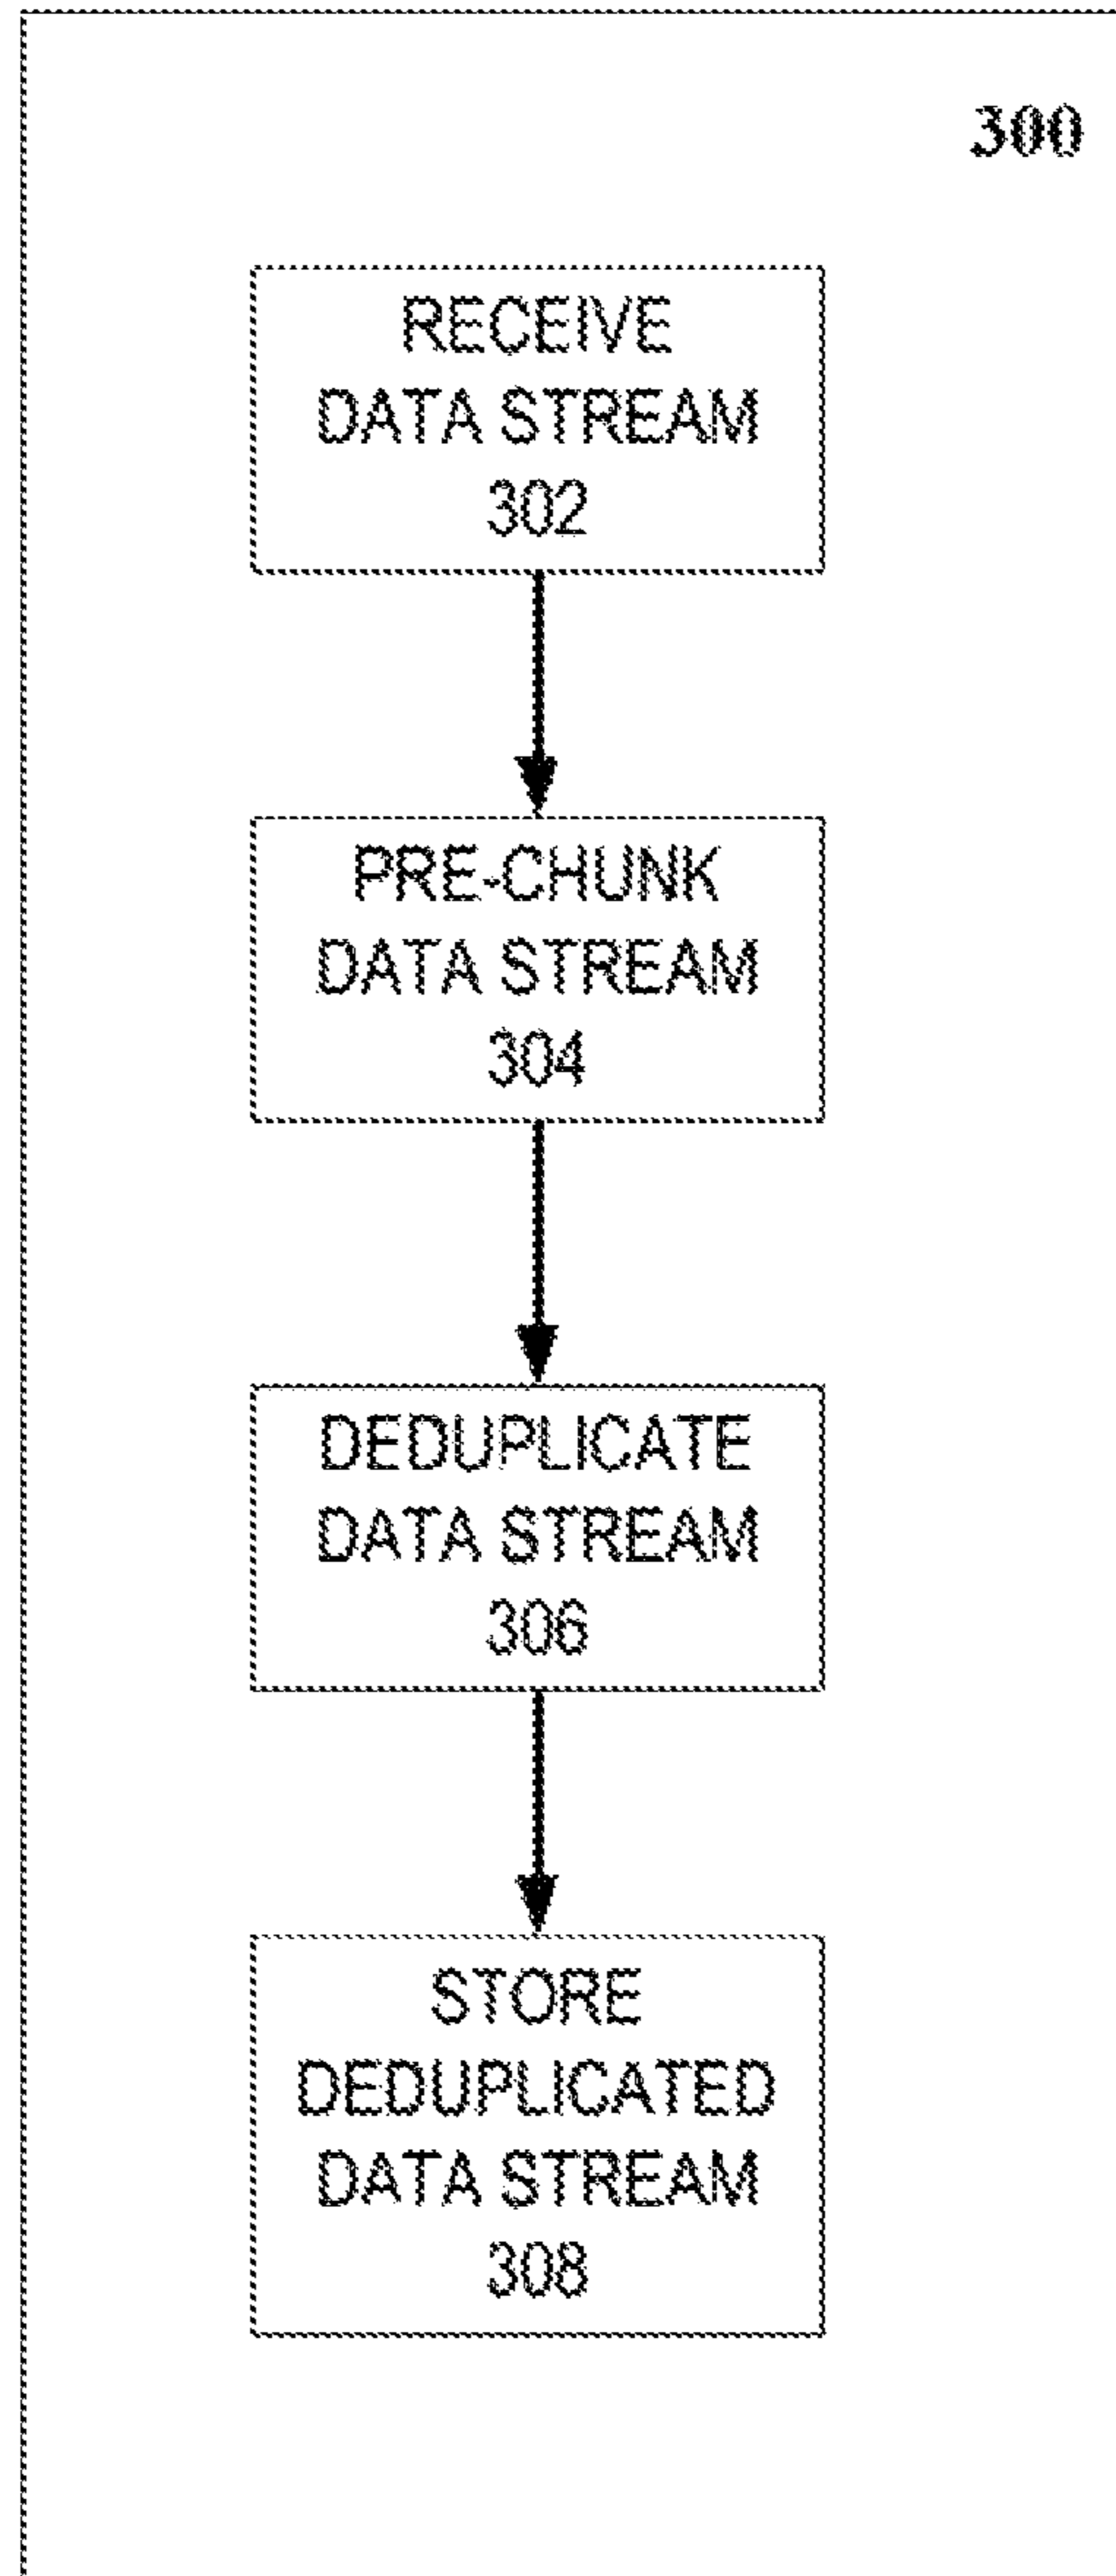 300
RECEIVE
DATA STREAM
302
PRE-CHUNK
DATA STREAM
304
DEDUPLICATE
DATA STREAM
306
STORE
DEDUPLICATED
DATA STREAM
308